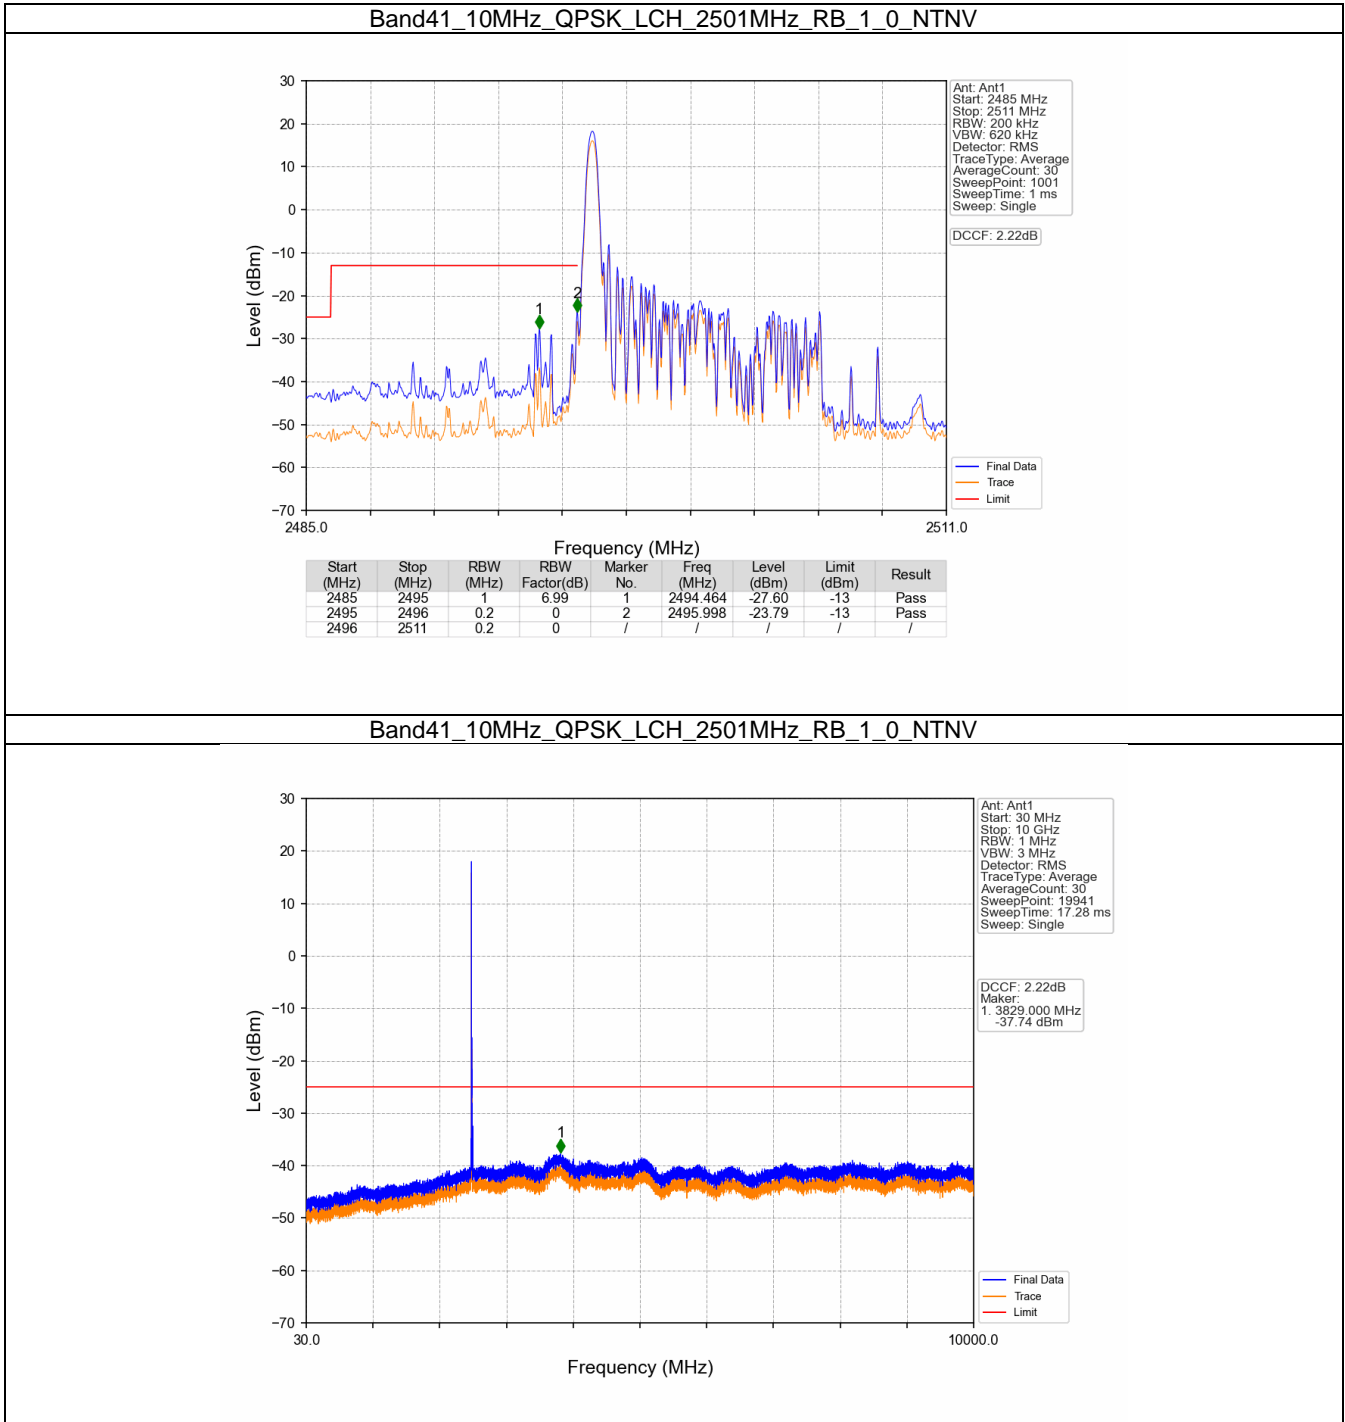 Band41_10MHz_QPSK_LCH_2501MHz_RB_1_0_NTNV
30
20
10
0
−10
−20
−30
−40
−50
−60
−70
Level (dBm)
1
2
2485.0
2511.0
Frequency (MHz)
Ant: Ant1
Start: 2485 MHz
Stop: 2511 MHz
RBW: 200 kHz
VBW: 620 kHz
Detector: RMS
TraceType: Average
AverageCount: 30
SweepPoint: 1001
SweepTime: 1 ms
Sweep: Single
DCCF: 2.22dB
Final Data
Trace
Limit
Start (MHz) Stop (MHz) RBW (MHz) RBW Factor(dB) Marker No. Freq (MHz) Level (dBm) Limit (dBm) Result
2485 2495 1 6.99 1 2494.464 -27.60 -13 Pass
2495 2496 0.2 0 2 2495.998 -23.79 -13 Pass
2496 2511 0.2 0 / / / / /
Band41_10MHz_QPSK_LCH_2501MHz_RB_1_0_NTNV
30
20
10
0
−10
−20
−30
−40
−50
−60
−70
Level (dBm)
1
30.0
10000.0
Frequency (MHz)
Ant: Ant1
Start: 30 MHz
Stop: 10 GHz
RBW: 1 MHz
VBW: 3 MHz
Detector: RMS
TraceType: Average
AverageCount: 30
SweepPoint: 19941
SweepTime: 17.28 ms
Sweep: Single
DCCF: 2.22dB
Maker:
1. 3829.000 MHz
-37.74 dBm
Final Data
Trace
Limit